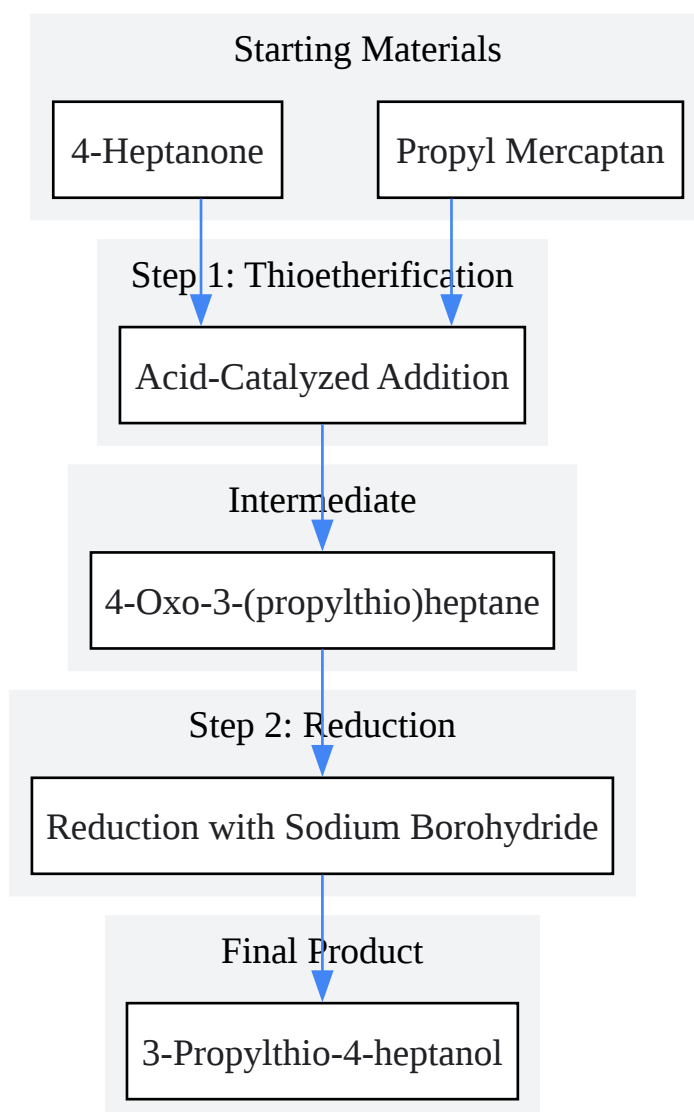 Starting Materials
4-Heptanone
Propyl Mercaptan
Step 1: Thioetherification
Acid-Catalyzed Addition
Intermediate
4-Oxo-3-(propylthio)heptane
Step 2: Reduction
Reduction with Sodium Borohydride
Final Product
3-Propylthio-4-heptanol